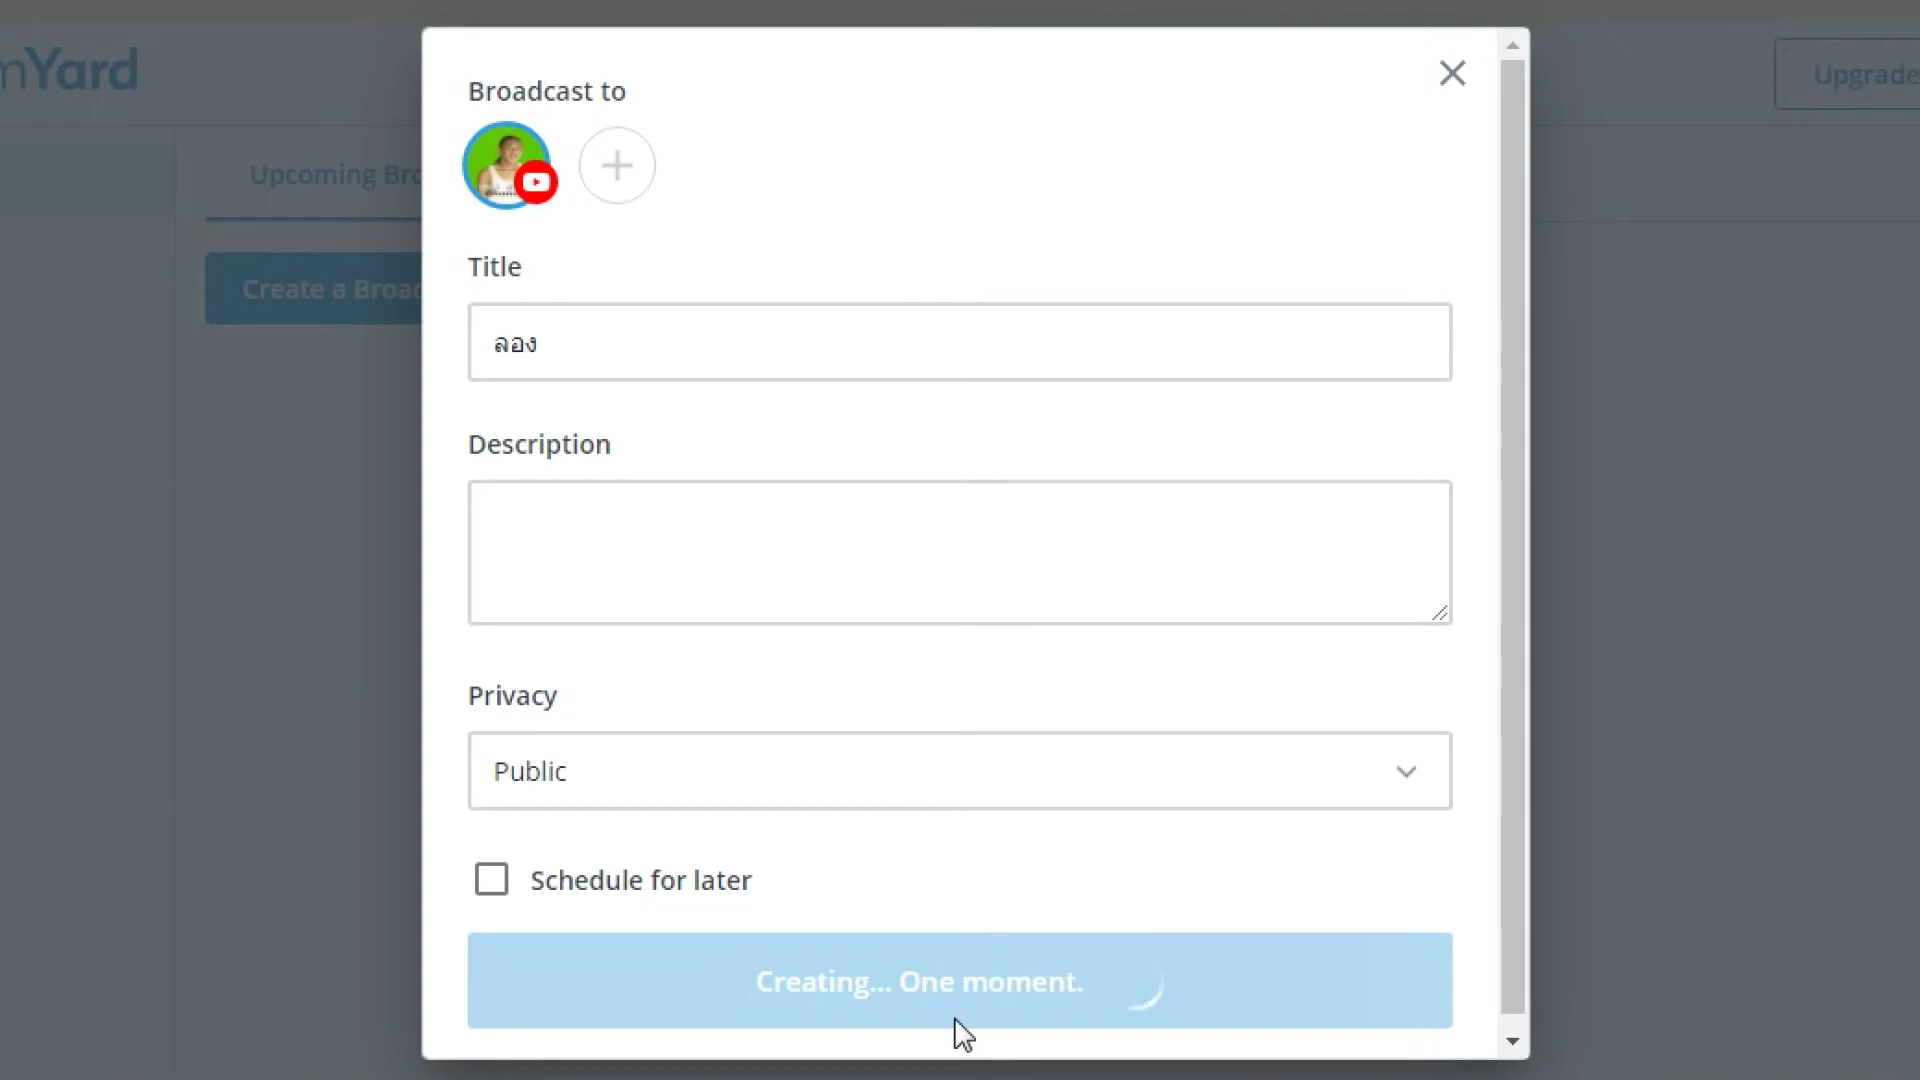 mYard
Upgrade
Upcoming Bro
Create a Broad
Broadcast to
Title
ลอง
Description
Privacy
Public
Schedule for later
Creating... One moment.